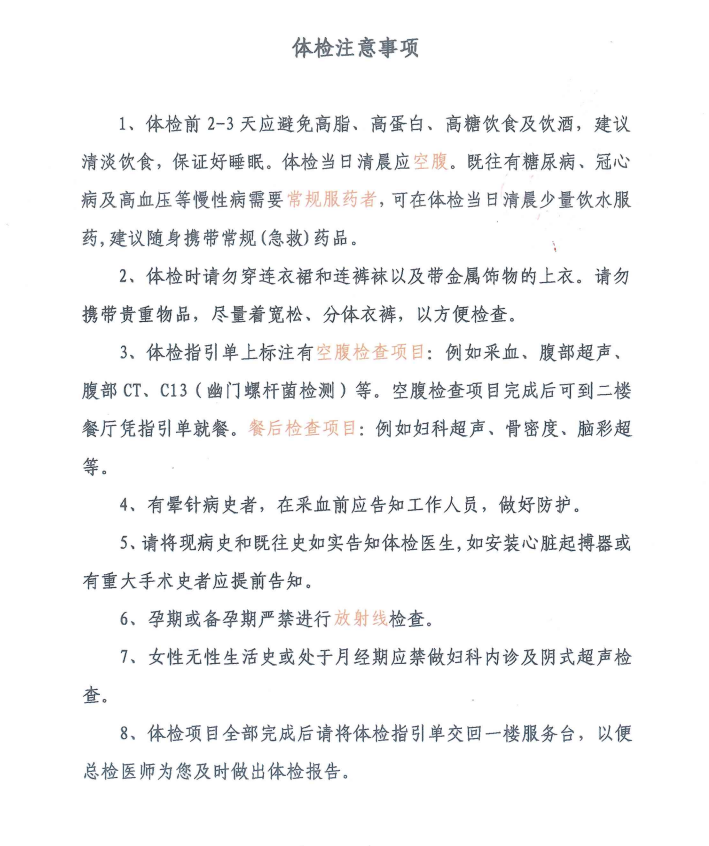 体检注意事项
1、体检前2-3天应避免高脂、高蛋白、高糖饮食及饮酒，建议
清淡饮食，保证好睡眠。体检当日清晨应空腹。既往有糖尿病、冠心
病及高血压等慢性病需要常规服药者，可在体检当日清晨少量饮水服
药,建议随身携带常规(急救)药品。
2、体检时请勿穿连衣裙和连裤袜以及带金属饰物的上衣。请勿
携带贵重物品，尽量着宽松、分体衣裤，以方便检查。
3、体检指引单上标注有空腹检查项目：例如采血、腹部超声、
腹部CT、C13（幽门螺杆菌检测）等。空腹检查项目完成后可到二楼
餐厅凭指引单就餐。餐后检查项目：例如妇科超声、骨密度、脑彩超
等。
4、有晕针病史者，在采血前应告知工作人员，做好防护。
5、请将现病史和既往史如实告知体检医生,如安装心脏起搏器或
有重大手术史者应提前告知。
6、孕期或备孕期严禁进行放射线检查。
7、女性无性生活史或处于月经期应禁做妇科内诊及阴式超声检
查。
8、体检项目全部完成后请将体检指引单交回一楼服务台，以便
总检医师为您及时做出体检报告。